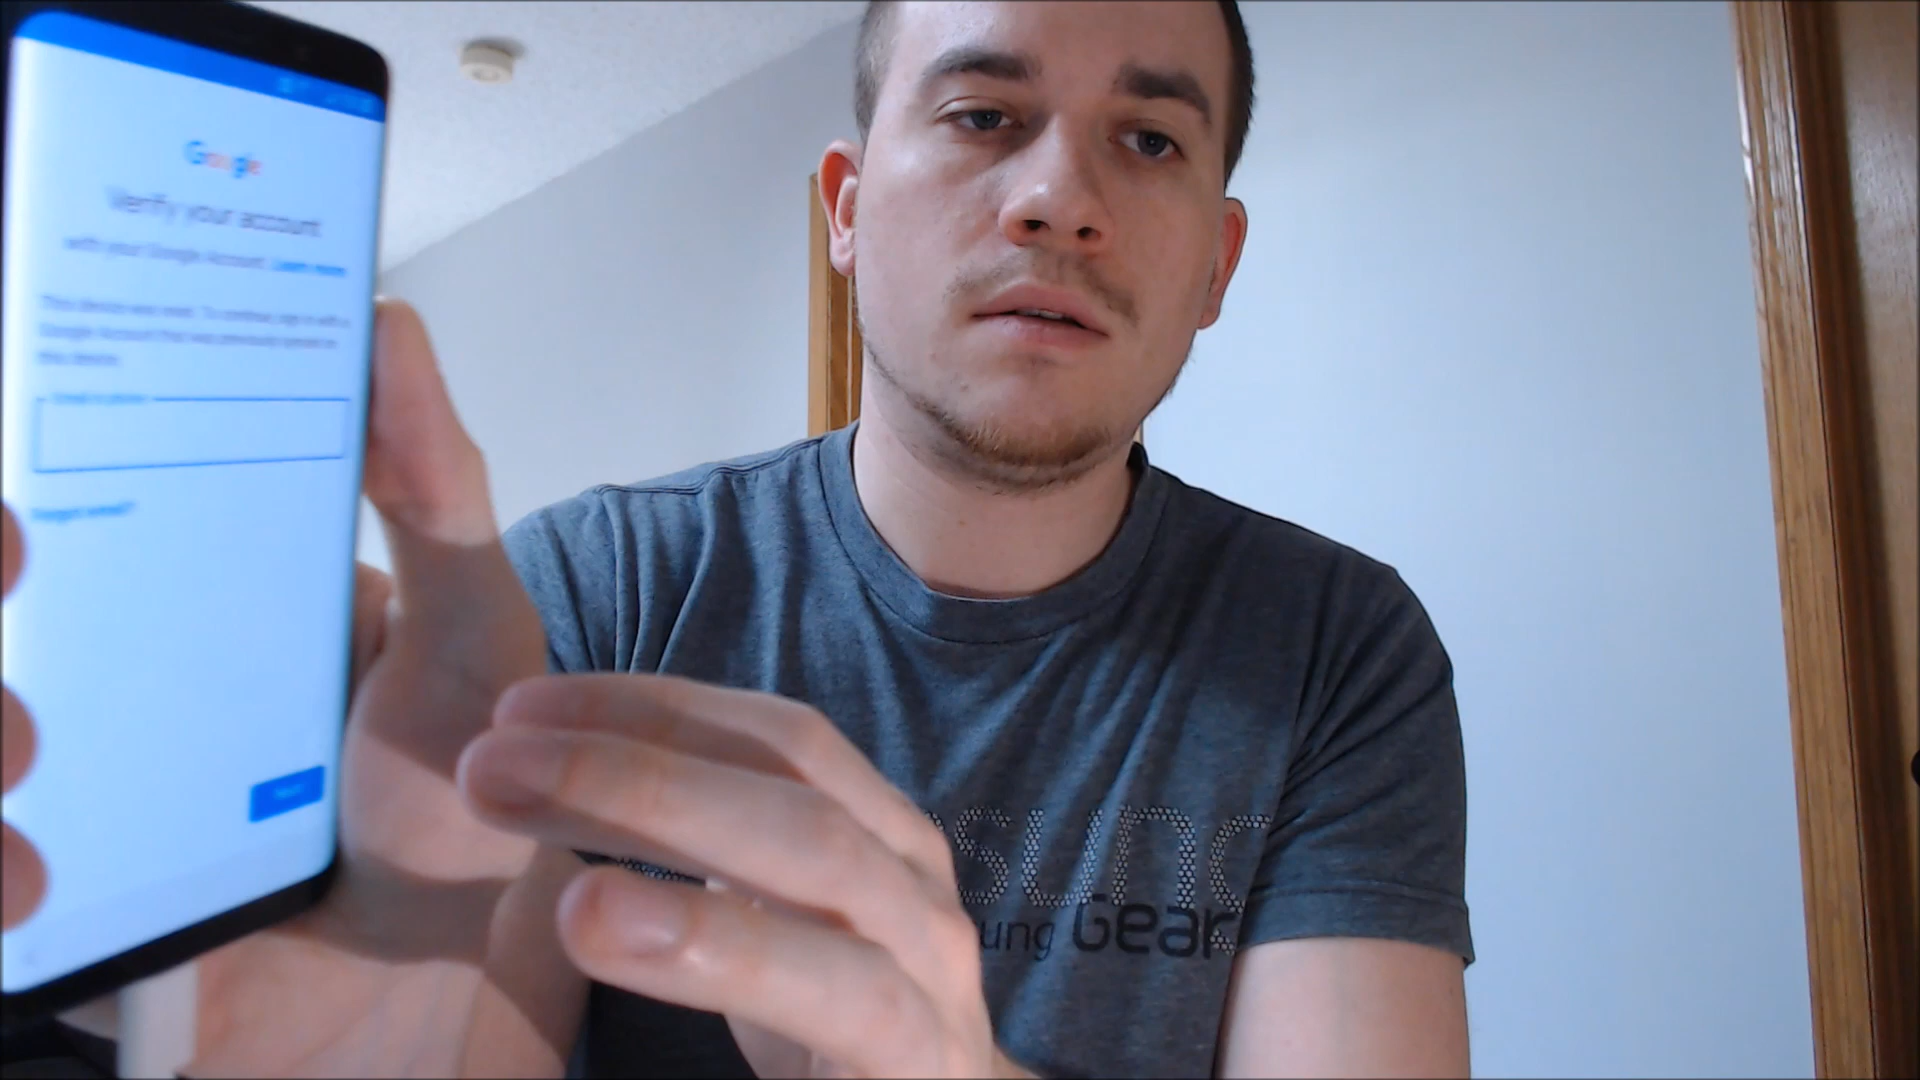 Google
Verify your account
with your Google Account. Learn more
This device was reset. To continue, sign in with a
Google Account that was previously synced on
this device.
Email or phone
Forgot email?
Next
sung
ung Gear